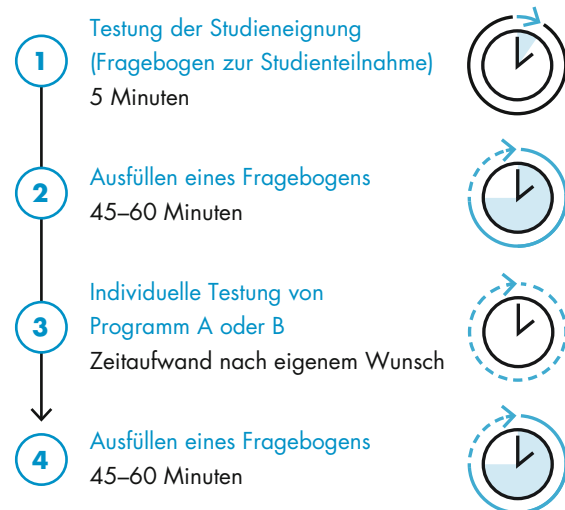 1
Testung der Studieneignung
(Fragebogen zur Studienteilnahme)
5 Minuten
2
Ausfüllen eines Fragebogens
45–60 Minuten
3
Individuelle Testung von
Programm A oder B
Zeitaufwand nach eigenem Wunsch
4
Ausfüllen eines Fragebogens
45–60 Minuten